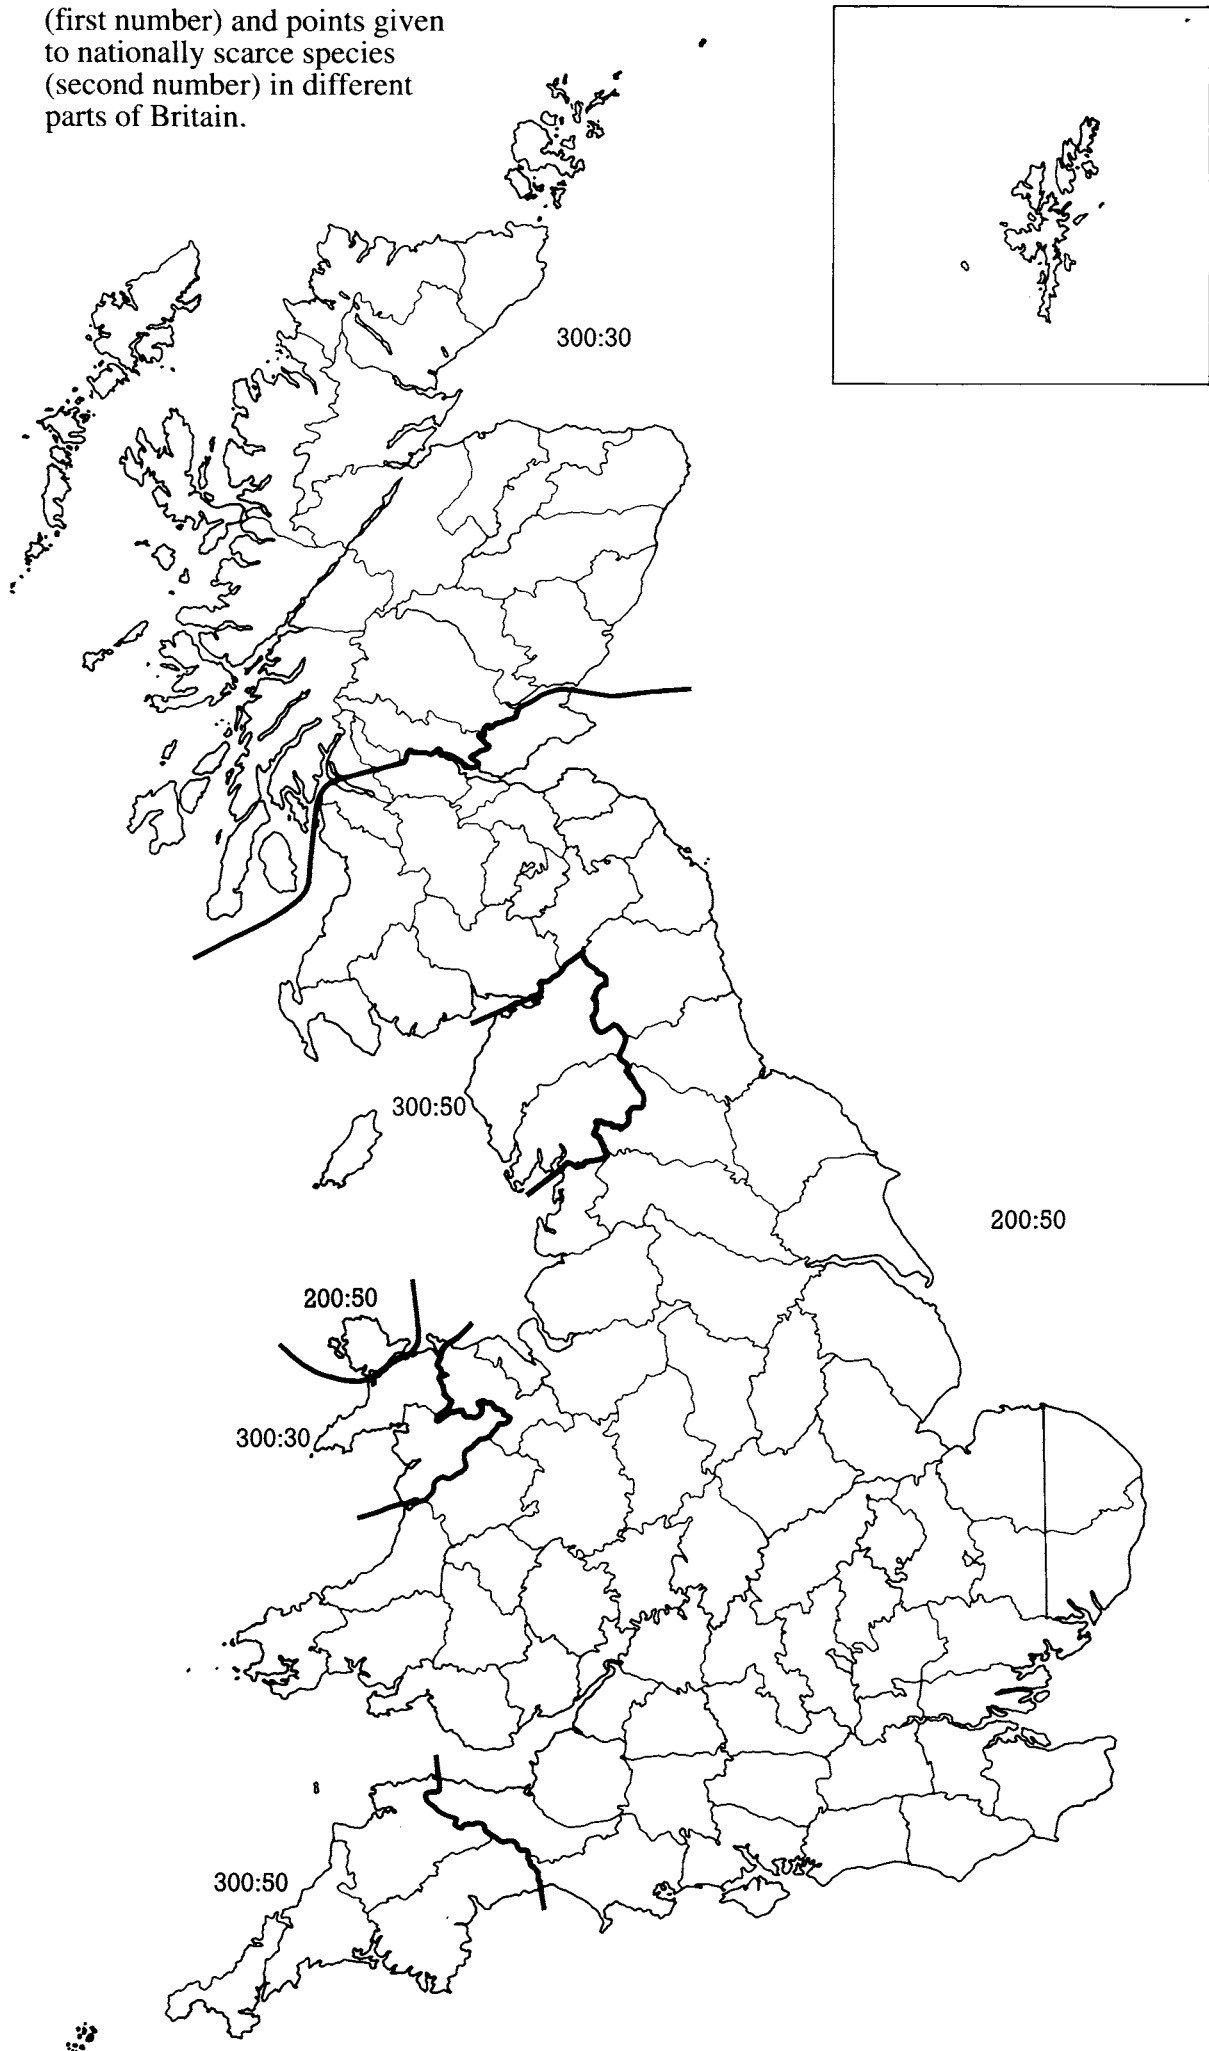 (first number) and points given
to nationally scarce species
(second number) in different
parts of Britain.
300:30
300:50
200:50
200:50
300:30
300:50